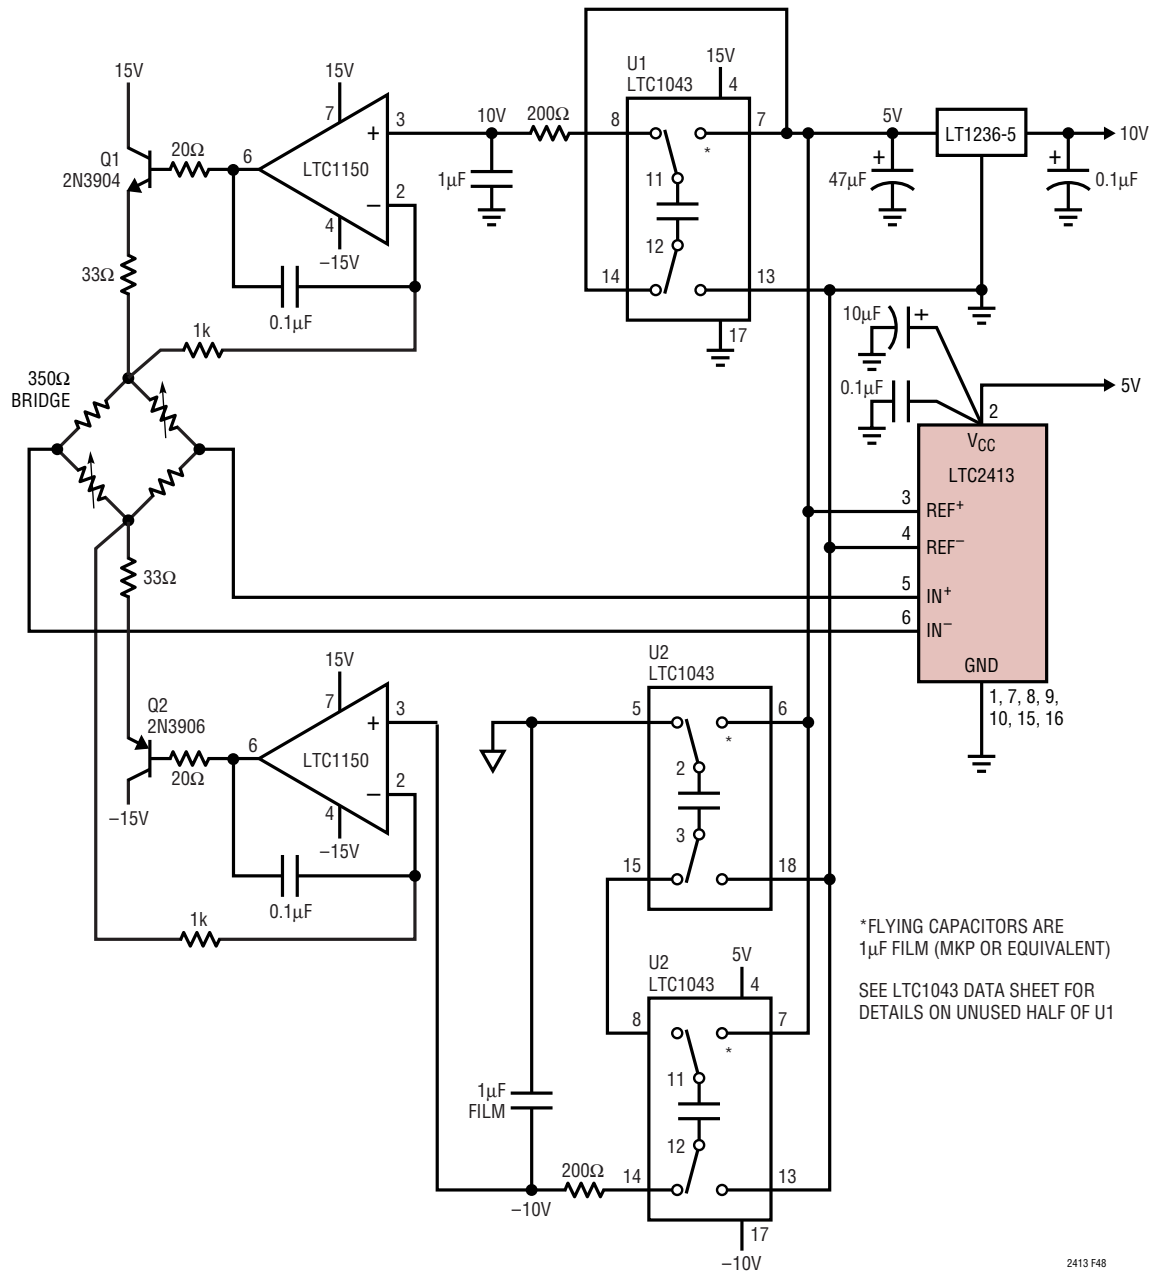 15V
Q1
2N3904
20Ω
6
15V
7
3
+
LTC1150
2
–
4
–15V
0.1µF
33Ω
1k
10V
1µF
200Ω
U1
LTC1043
15V
4
8
7
*
11
12
14
13
17
5V
LT1236-5
10V
+
47µF
+
0.1µF
10µF
+
0.1µF
5V
2
VCC
LTC2413
3
REF+
4
REF–
5
IN+
6
IN–
GND
1, 7, 8, 9,
10, 15, 16
350Ω
BRIDGE
33Ω
Q2
2N3906
20Ω
–15V
6
15V
7
3
+
LTC1150
2
–
4
–15V
0.1µF
1k
U2
LTC1043
5
6
*
2
3
15
18
U2
LTC1043
5V
4
8
7
*
11
12
14
13
17
–10V
1µF
FILM
200Ω
–10V
*FLYING CAPACITORS ARE
1µF FILM (MKP OR EQUIVALENT)
SEE LTC1043 DATA SHEET FOR
DETAILS ON UNUSED HALF OF U1
2413 F48